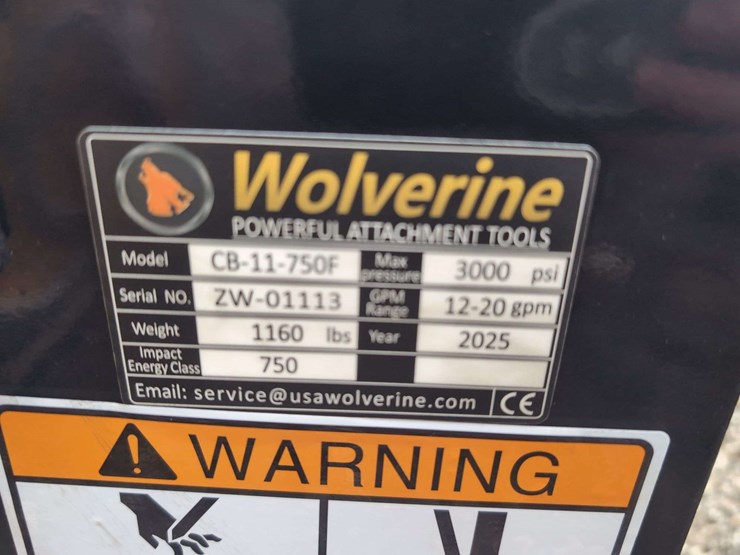 Wolverine
POWERFUL ATTACHMENT TOOLS
Model CB-11-750F Max pressure 3000 psi
Serial NO. ZW-01113 GPM Range 12-20 gpm
Weight 1160 lbs Year 2025
Impact Energy Class 750
Email: service@usawolverine.com CE
WARNING